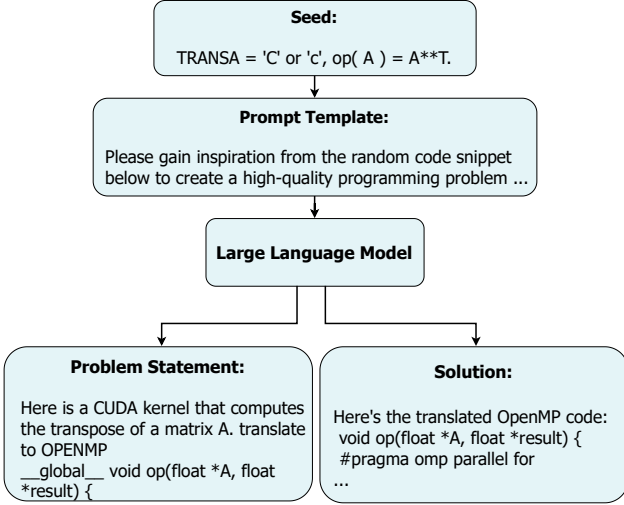 Seed:
TRANSA = 'C' or 'c', op( A ) = A**T.
Prompt Template:
Please gain inspiration from the random code snippet
below to create a high-quality programming problem ...
Large Language Model
Problem Statement:
Here is a CUDA kernel that computes
the transpose of a matrix A. translate
to OPENMP
__global__ void op(float *A, float
*result) {
Solution:
Here's the translated OpenMP code:
void op(float *A, float *result) {
#pragma omp parallel for
...